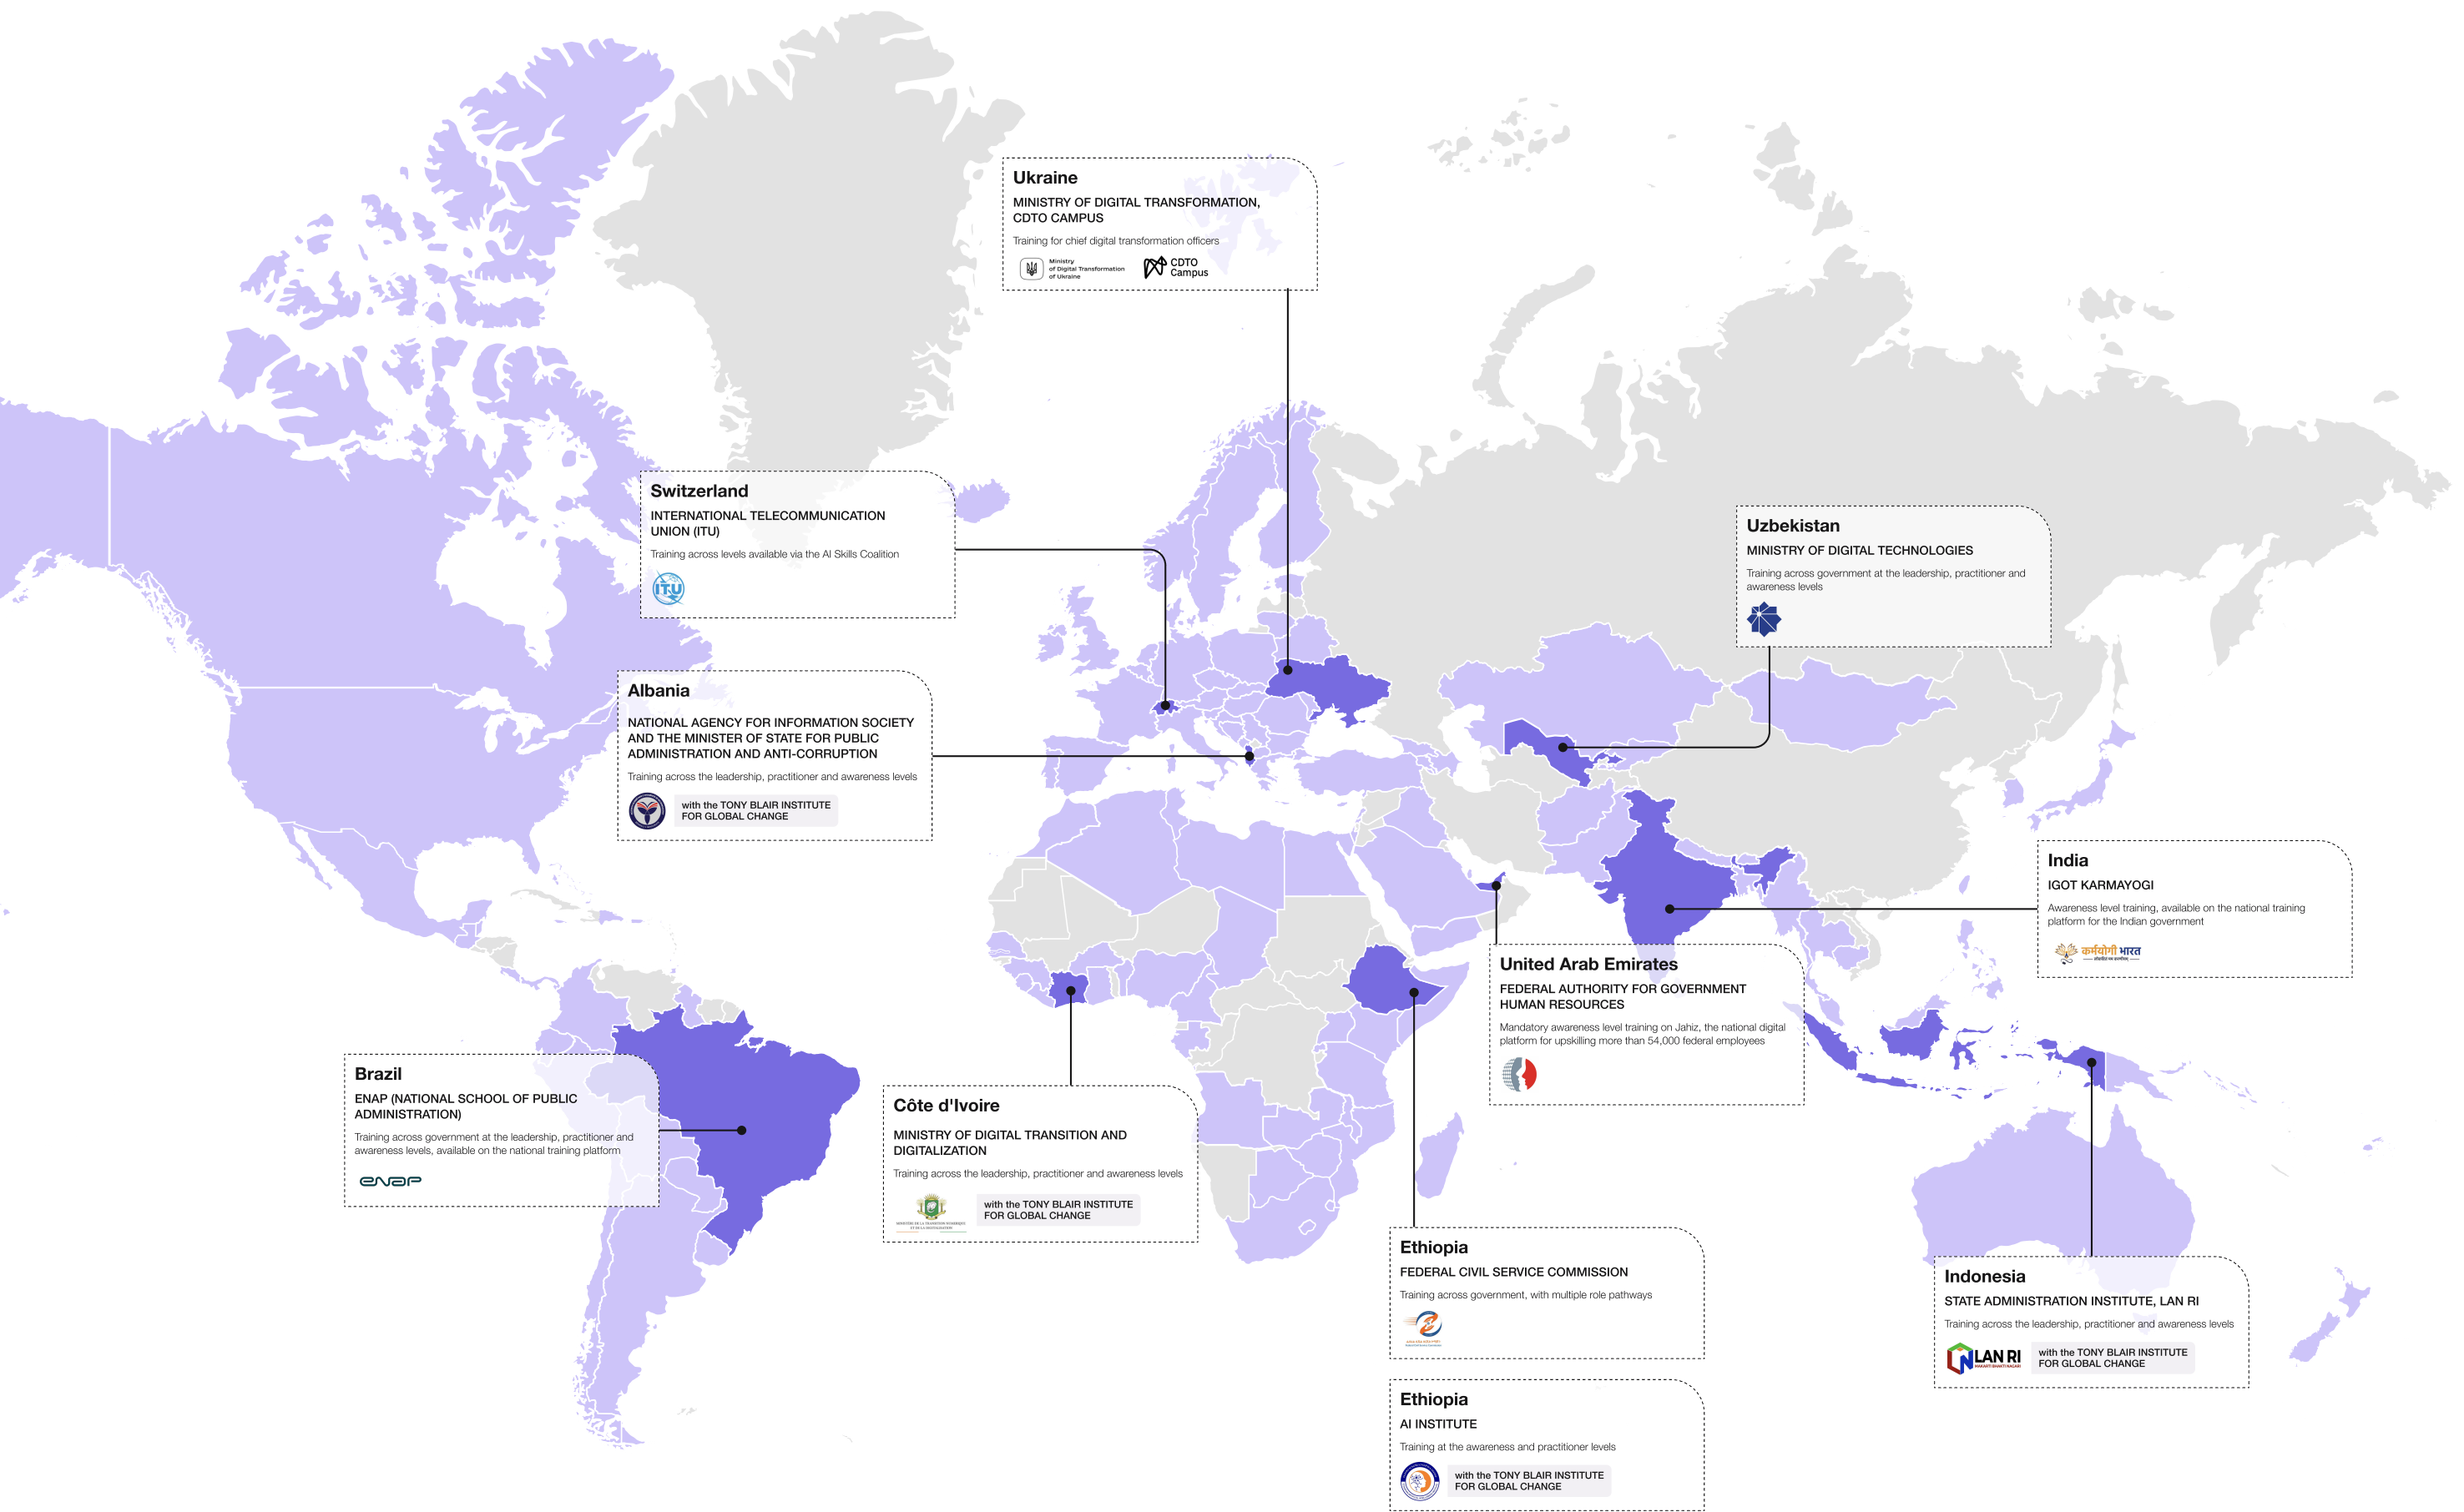 Ukraine
MINISTRY OF DIGITAL TRANSFORMATION,
CDTO CAMPUS
Training for chief digital transformation officers
Ministry
of Digital Transformation
of Ukraine
CDTO
Campus
Switzerland
INTERNATIONAL TELECOMMUNICATION
UNION (ITU)
Training across levels available via the AI Skills Coalition
ITU
Uzbekistan
MINISTRY OF DIGITAL TECHNOLOGIES
Training across government at the leadership, practitioner and
awareness levels
Albania
NATIONAL AGENCY FOR INFORMATION SOCIETY
AND THE MINISTER OF STATE FOR PUBLIC
ADMINISTRATION AND ANTI-CORRUPTION
Training across the leadership, practitioner and awareness levels
with the TONY BLAIR INSTITUTE
FOR GLOBAL CHANGE
India
IGOT KARMAYOGI
Awareness level training, available on the national training
platform for the Indian government
कर्मयोगी भारत
United Arab Emirates
FEDERAL AUTHORITY FOR GOVERNMENT
HUMAN RESOURCES
Mandatory awareness level training on Jahiz, the national digital
platform for upskilling more than 54,000 federal employees
Brazil
ENAP (NATIONAL SCHOOL OF PUBLIC
ADMINISTRATION)
Training across government at the leadership, practitioner and
awareness levels, available on the national training platform
enap
Côte d'Ivoire
MINISTRY OF DIGITAL TRANSITION AND
DIGITALIZATION
Training across the leadership, practitioner and awareness levels
MINISTÈRE DE LA TRANSITION NUMÉRIQUE
ET DE LA DIGITALISATION
with the TONY BLAIR INSTITUTE
FOR GLOBAL CHANGE
Ethiopia
FEDERAL CIVIL SERVICE COMMISSION
Training across government, with multiple role pathways
Ethiopia
AI INSTITUTE
Training at the awareness and practitioner levels
with the TONY BLAIR INSTITUTE
FOR GLOBAL CHANGE
Indonesia
STATE ADMINISTRATION INSTITUTE, LAN RI
Training across the leadership, practitioner and awareness levels
LAN RI
MAKARTI BHAKTI NAGARI
with the TONY BLAIR INSTITUTE
FOR GLOBAL CHANGE